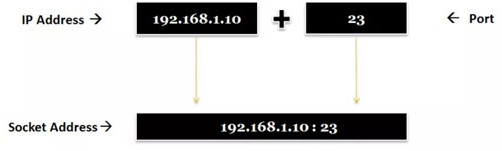 IP Address → 192.168.1.10 + 23 ← Port
Socket Address → 192.168.1.10 : 23